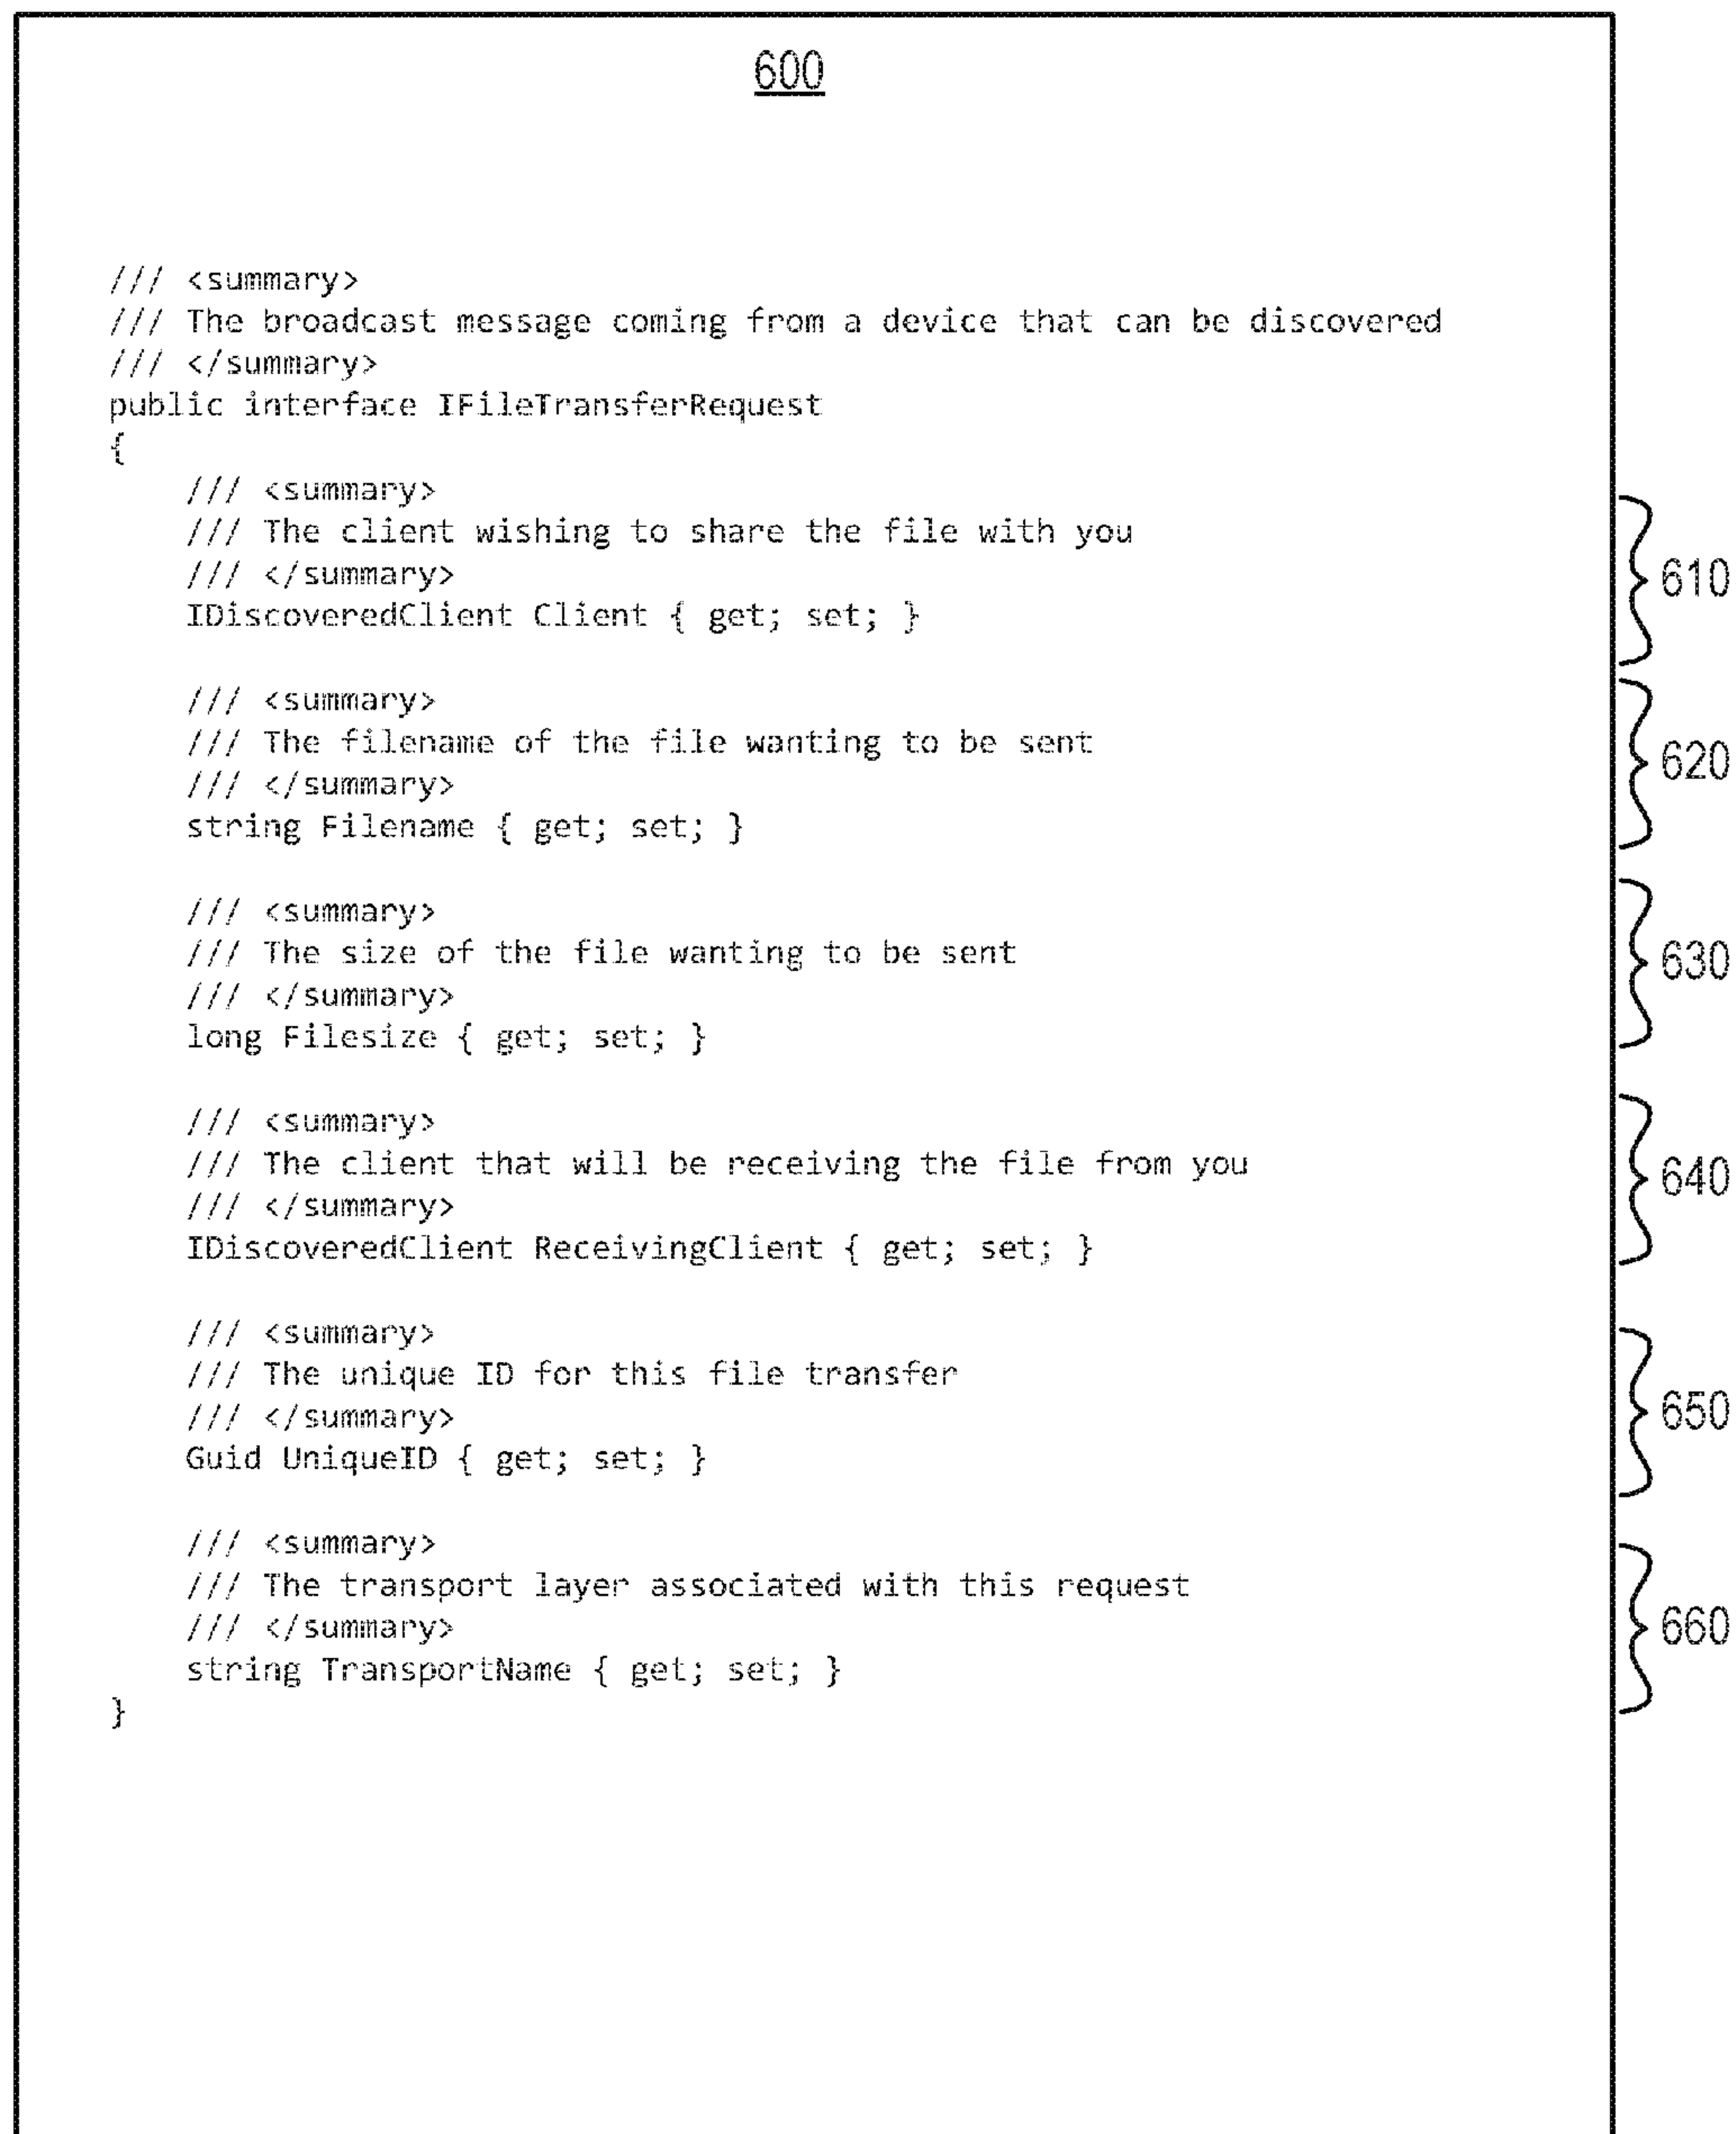 600
/// <summary>
/// The broadcast message coming from a device that can be discovered
/// </summary>
public interface IFileTransferRequest
{
/// <summary>
/// The client wishing to share the file with you
/// </summary>
IDiscoveredClient Client { get; set; }
610
/// <summary>
/// The filename of the file wanting to be sent
/// </summary>
string Filename { get; set; }
620
/// <summary>
/// The size of the file wanting to be sent
/// </summary>
long Filesize { get; set; }
630
/// <summary>
/// The client that will be receiving the file from you
/// </summary>
IDiscoveredClient ReceivingClient { get; set; }
640
/// <summary>
/// The unique ID for this file transfer
/// </summary>
Guid UniqueID { get; set; }
650
/// <summary>
/// The transport layer associated with this request
/// </summary>
string TransportName { get; set; }
660
}